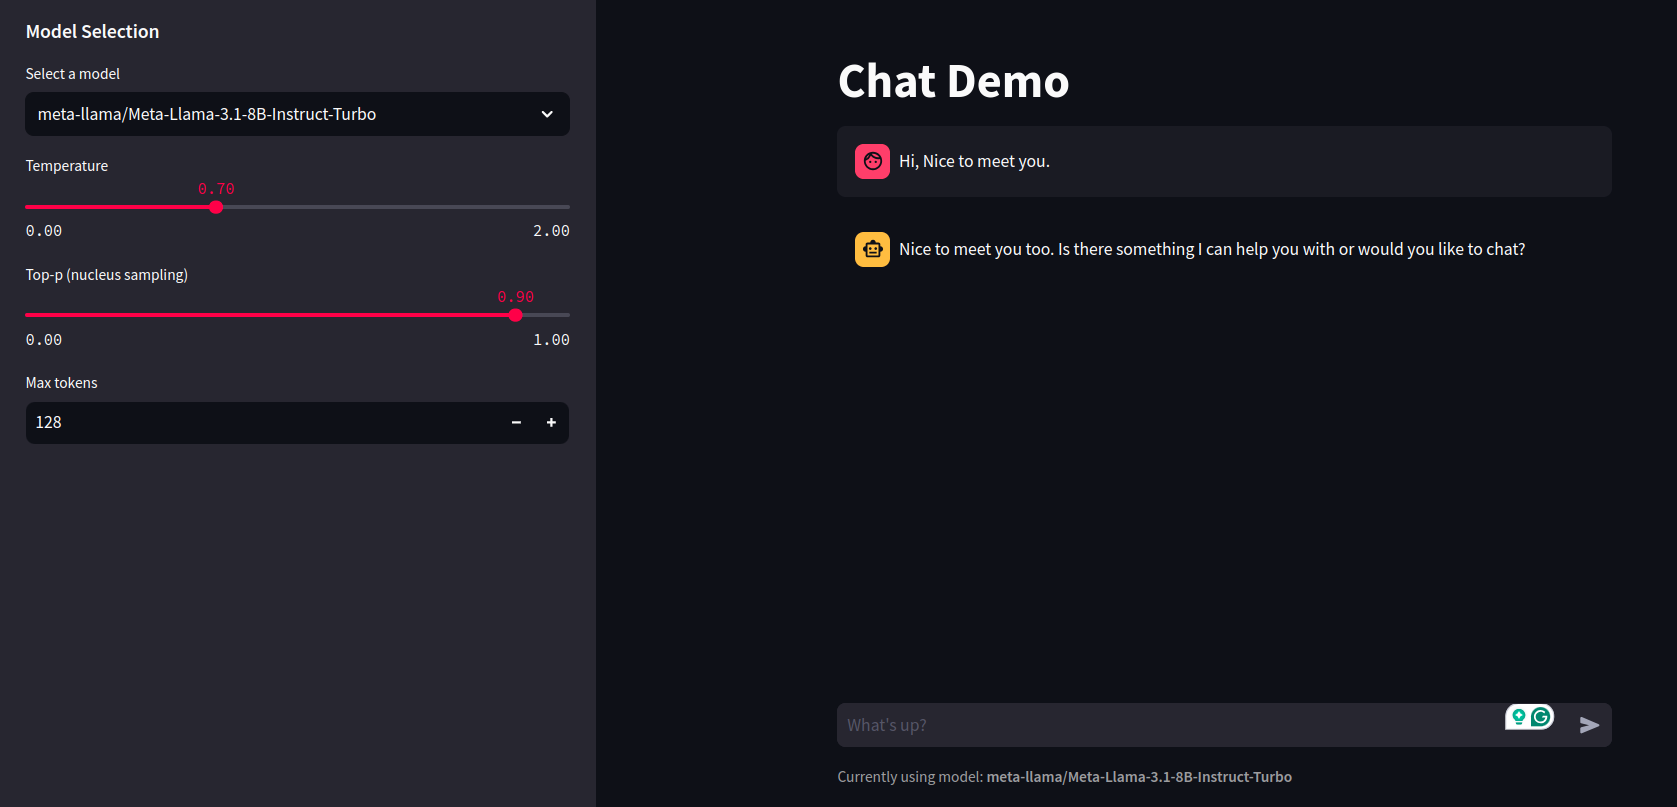 Model Selection
Select a model
meta-llama/Meta-Llama-3.1-8B-Instruct-Turbo
Temperature
0.70
0.00 2.00
Top-p (nucleus sampling)
0.90
0.00 1.00
Max tokens
128
Chat Demo
Hi, Nice to meet you.
Nice to meet you too. Is there something I can help you with or would you like to chat?
What's up?
Currently using model: meta-llama/Meta-Llama-3.1-8B-Instruct-Turbo